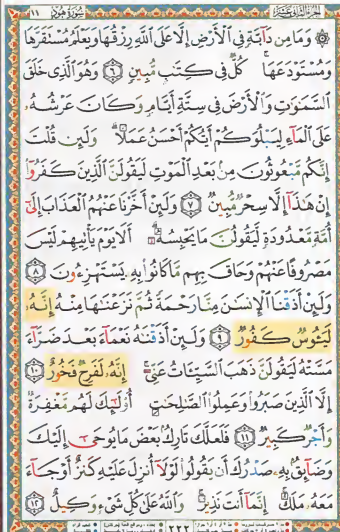 الجزء الثاني عشر سورة هود ١١
۞ وَمَا مِن دَآبَّةٍ فِي ٱلْأَرْضِ إِلَّا عَلَى ٱللَّهِ رِزْقُهَا وَيَعْلَمُ مُسْتَقَرَّهَا
وَمُسْتَوْدَعَهَا ۚ كُلٌّ فِي كِتَٰبٍ مُّبِينٍ ٦ وَهُوَ ٱلَّذِي خَلَقَ
ٱلسَّمَٰوَٰتِ وَٱلْأَرْضَ فِي سِتَّةِ أَيَّامٍ وَكَانَ عَرْشُهُۥ
عَلَى ٱلْمَآءِ لِيَبْلُوَكُمْ أَيُّكُمْ أَحْسَنُ عَمَلًا ۗ وَلَئِن قُلْتَ
إِنَّكُم مَّبْعُوثُونَ مِنۢ بَعْدِ ٱلْمَوْتِ لَيَقُولَنَّ ٱلَّذِينَ كَفَرُوٓا۟
إِنْ هَٰذَآ إِلَّا سِحْرٌ مُّبِينٌ ٧ وَلَئِنْ أَخَّرْنَا عَنْهُمُ ٱلْعَذَابَ إِلَىٰٓ
أُمَّةٍ مَّعْدُودَةٍ لَّيَقُولُنَّ مَا يَحْبِسُهُۥٓ ۗ أَلَا يَوْمَ يَأْتِيهِمْ لَيْسَ
مَصْرُوفًا عَنْهُمْ وَحَاقَ بِهِم مَّا كَانُوا۟ بِهِۦ يَسْتَهْزِءُونَ ٨
وَلَئِنْ أَذَقْنَا ٱلْإِنسَٰنَ مِنَّا رَحْمَةً ثُمَّ نَزَعْنَٰهَا مِنْهُ إِنَّهُۥ
لَيَـُٔوسٌ كَفُورٌ ٩ وَلَئِنْ أَذَقْنَٰهُ نَعْمَآءَ بَعْدَ ضَرَّآءَ
مَسَّتْهُ لَيَقُولَنَّ ذَهَبَ ٱلسَّيِّـَٔاتُ عَنِّيٓ ۚ إِنَّهُۥ لَفَرِحٌ فَخُورٌ ١٠
إِلَّا ٱلَّذِينَ صَبَرُوا۟ وَعَمِلُوا۟ ٱلصَّٰلِحَٰتِ أُو۟لَٰٓئِكَ لَهُم مَّغْفِرَةٌ
وَأَجْرٌ كَبِيرٌ ١١ فَلَعَلَّكَ تَارِكٌۢ بَعْضَ مَا يُوحَىٰٓ إِلَيْكَ
وَضَآئِقٌۢ بِهِۦ صَدْرُكَ أَن يَقُولُوا۟ لَوْلَآ أُنزِلَ عَلَيْهِ كَنزٌ أَوْ جَآءَ
مَعَهُۥ مَلَكٌ ۚ إِنَّمَآ أَنتَ نَذِيرٌ ۚ وَٱللَّهُ عَلَىٰ كُلِّ شَىْءٍ وَكِيلٌ ١٢
٢٢٢